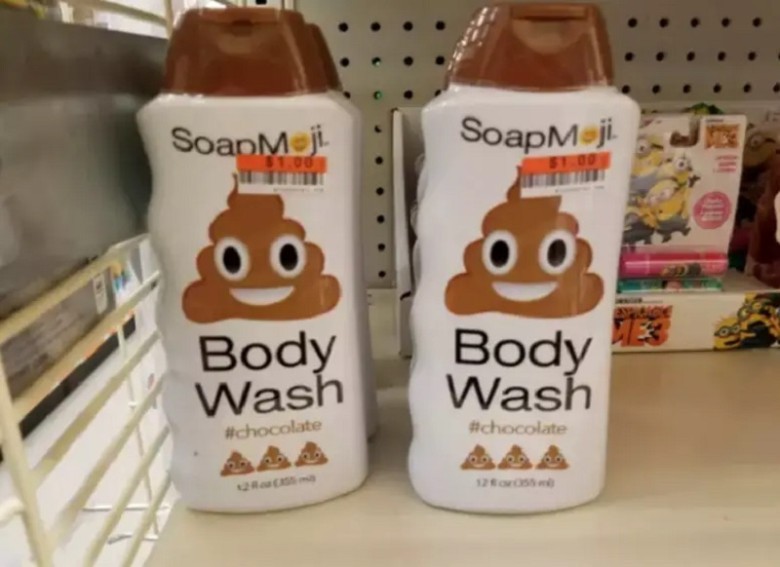 SoapMoji
$1.00
Body
Wash
#chocolate
12 fl oz (355 ml)
SoapMoji
$1.00
Body
Wash
#chocolate
12 fl oz (355 ml)
ME3